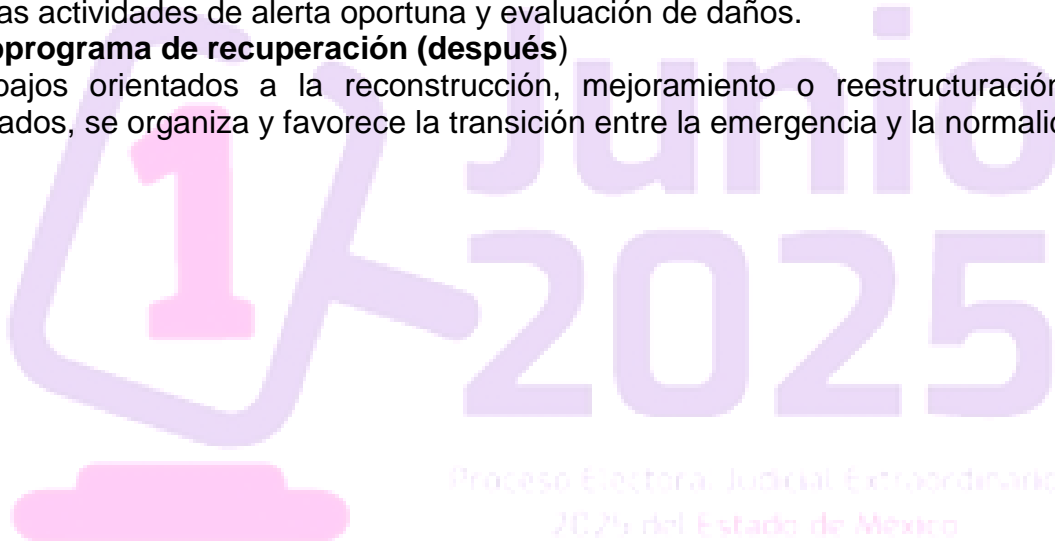 as actividades de alerta oportuna y evaluación de daños.
programa de recuperación (después)
bajos orientados a la reconstrucción, mejoramiento o reestructuración
ados, se organiza y favorece la transición entre la emergencia y la
1 Junio
2025
Proceso Electoral Judicial Extraordinario
2025 del Estado de México